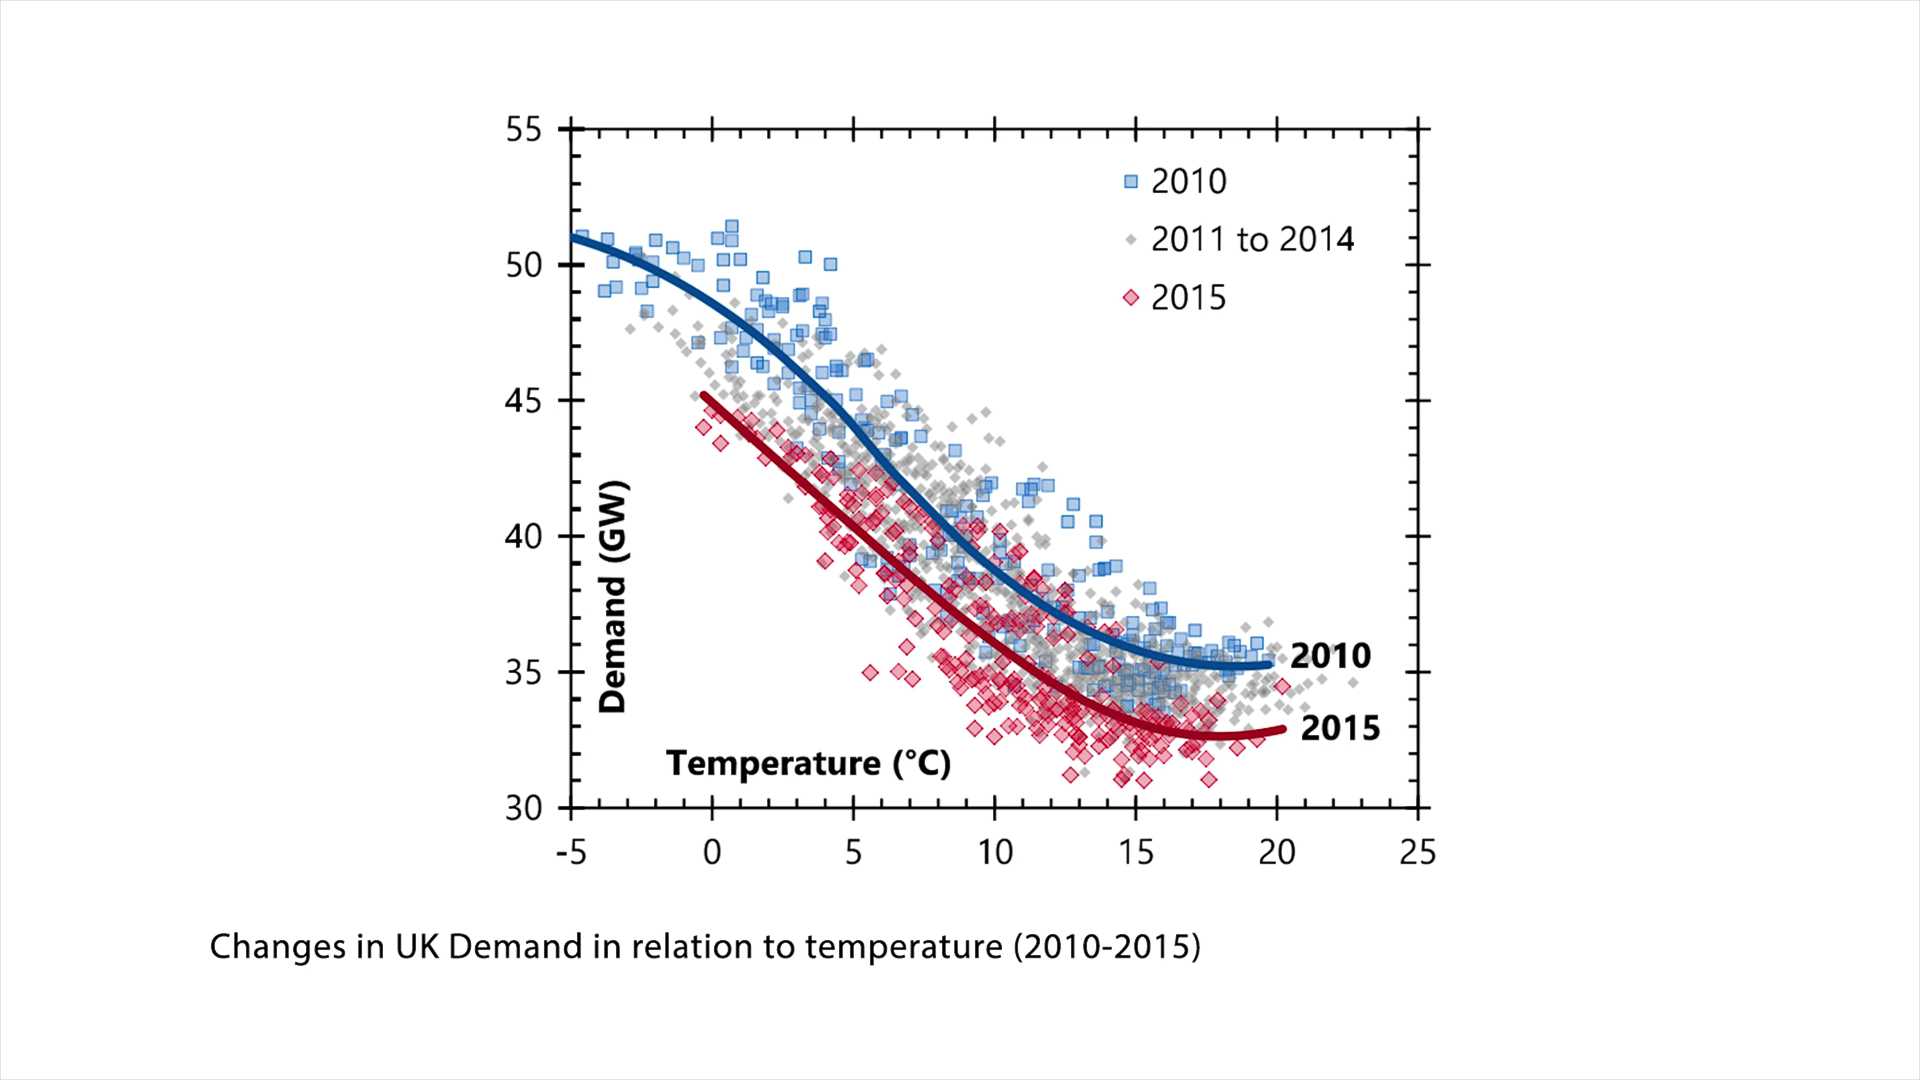 55
50
45
40
35
30
Demand (GW)
Temperature (°C)
2010
2011 to 2014
2015
2010
2015
-5 0 5 10 15 20 25
Changes in UK Demand in relation to temperature (2010-2015)